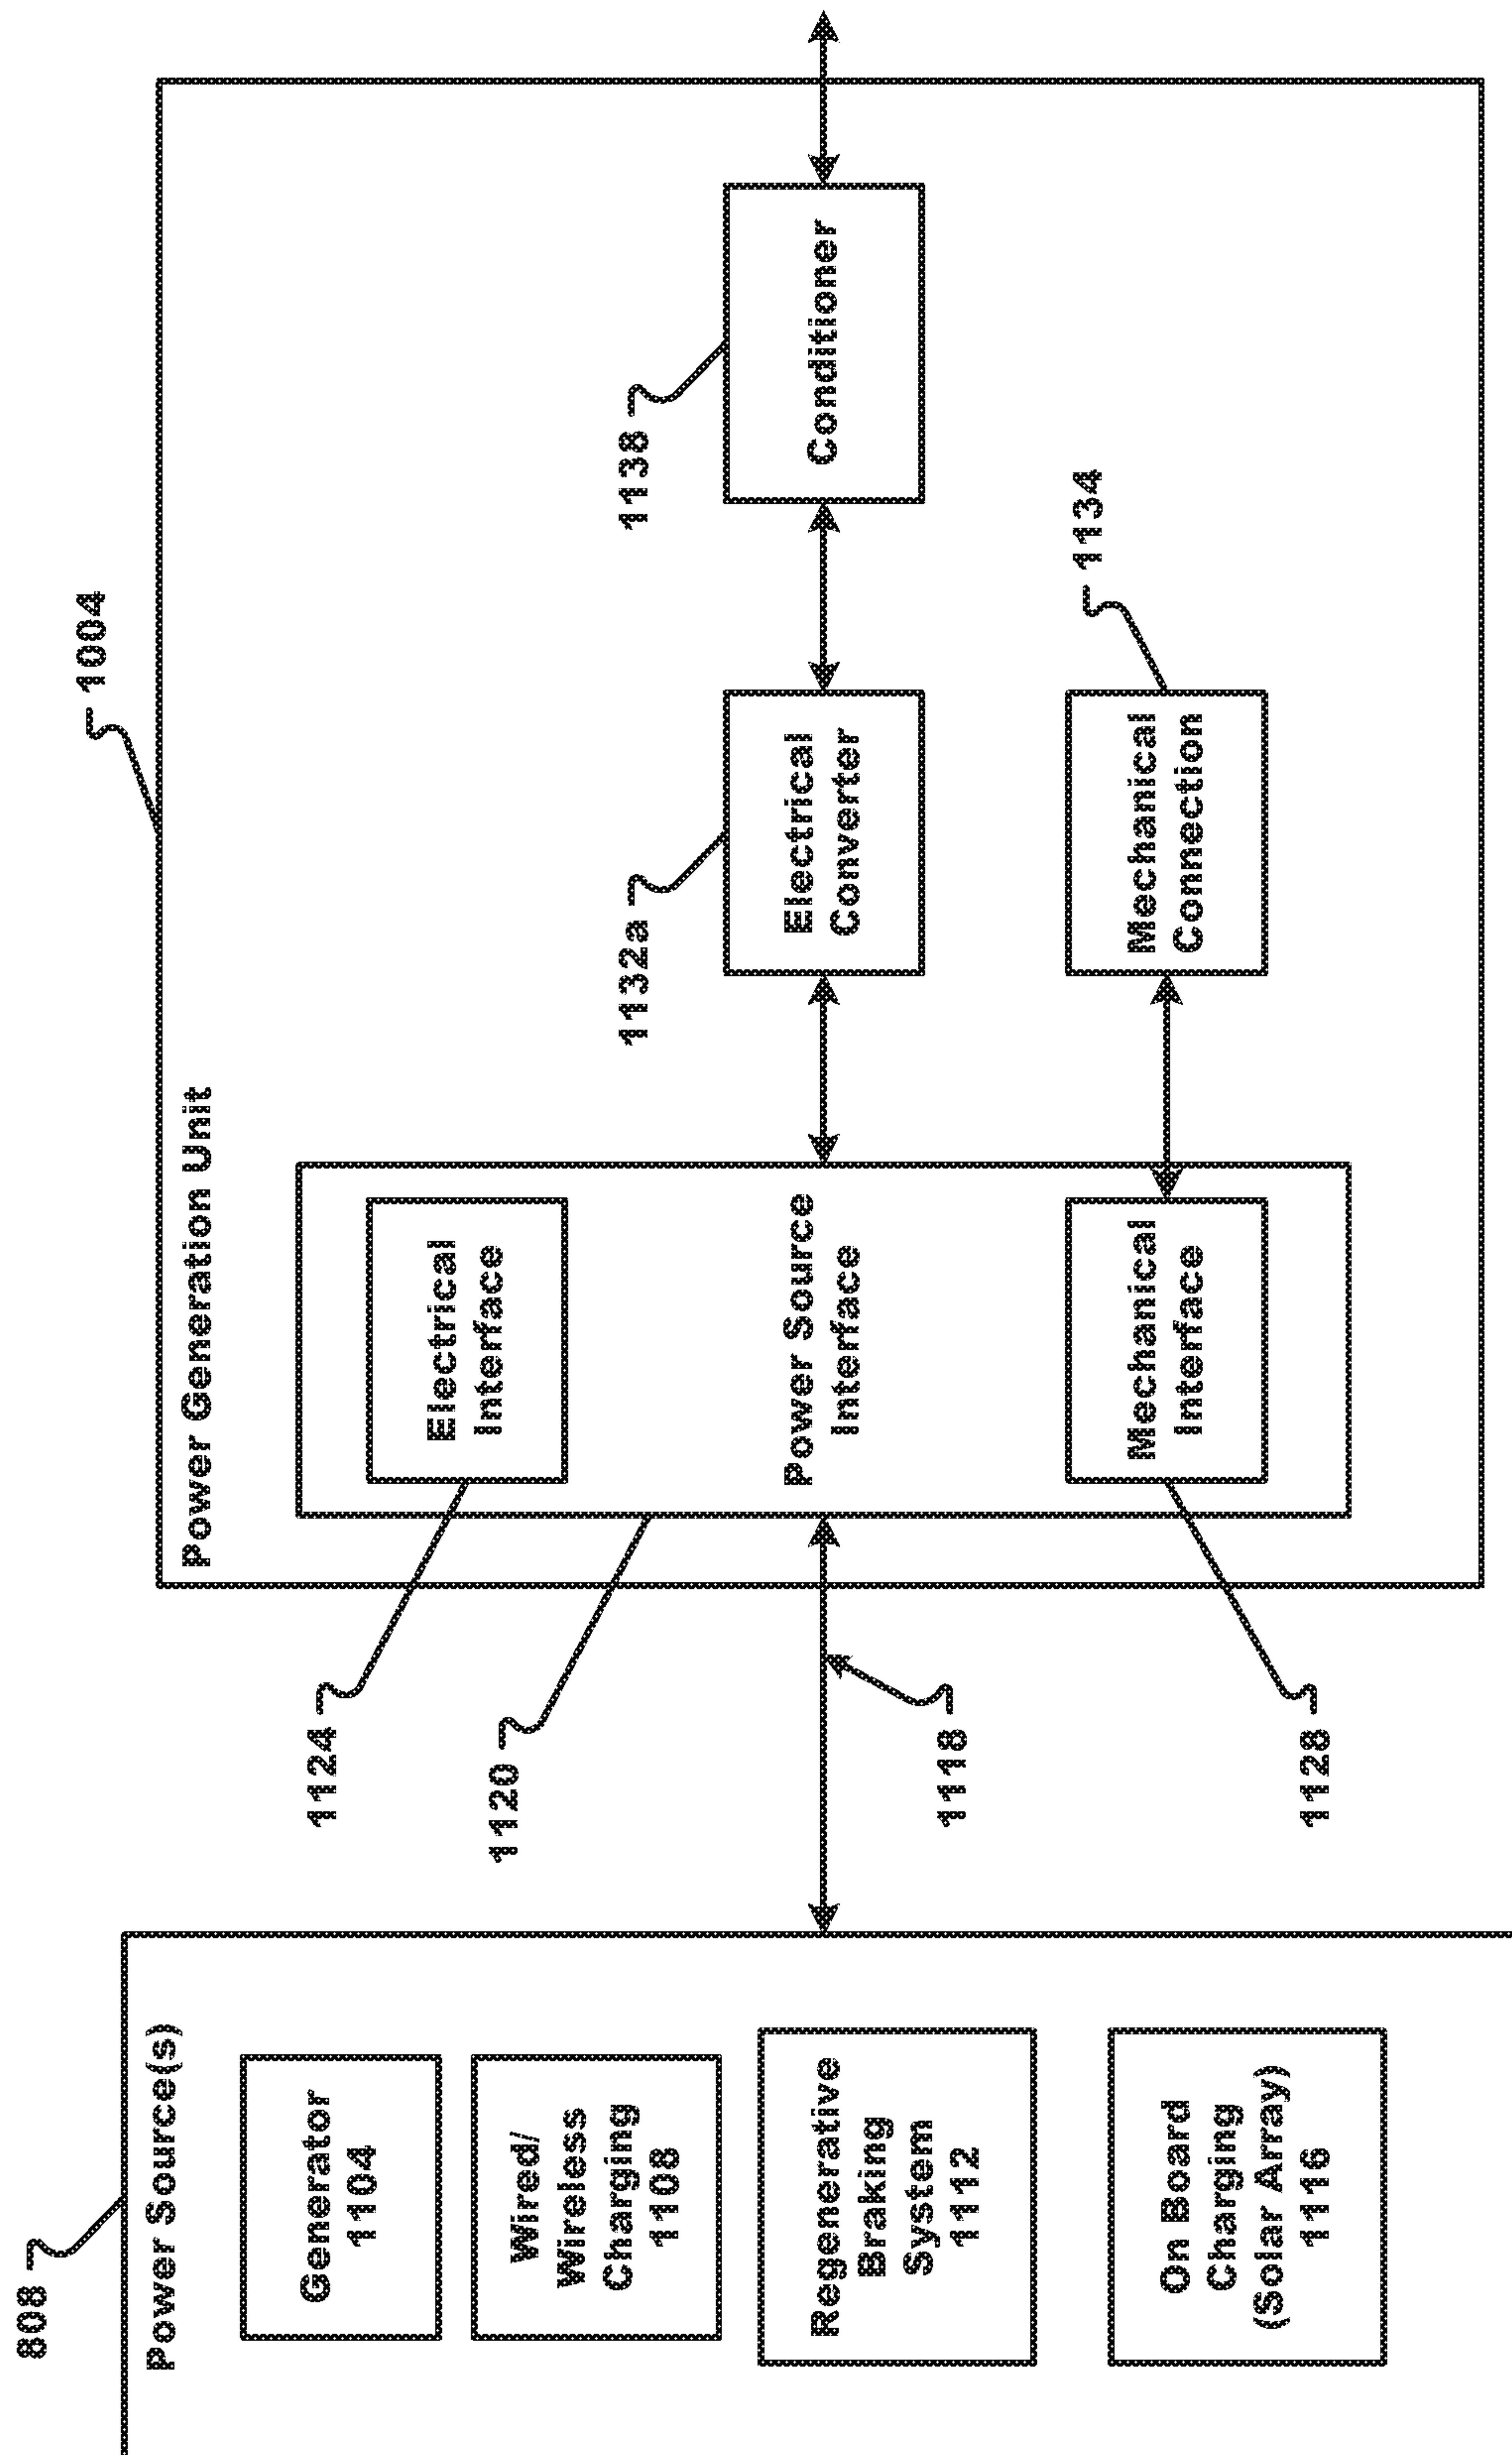 808
Power Source(s)
Generator
1104
Wired/
Wireless
Charging
1108
Regenerative
Braking
System
1112
On Board
Charging
(Solar Array)
1116
1124
1120
1118
1128
1004
Power Generation Unit
Electrical
Interface
Power Source
Interface
Mechanical
Interface
1132a
Electrical
Converter
Mechanical
Connection
1134
1138
Conditioner